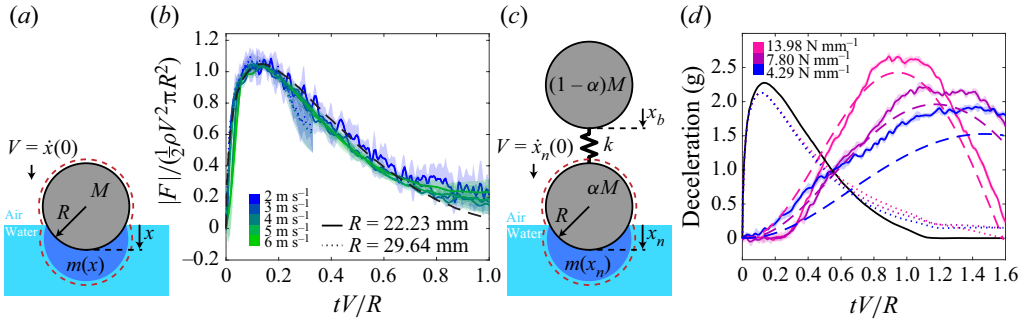 (a)
V = ẋ(0)
M
R
Air
Water
x
m(x)
(b)
|F|/(½ρV²πR²)
1.2
1.0
0.8
0.6
0.4
0.2
0
−0.2
2 m s⁻¹
3 m s⁻¹
4 m s⁻¹
5 m s⁻¹
6 m s⁻¹
R = 22.23 mm
R = 29.64 mm
0 0.2 0.4 0.6 0.8 1.0
tV/R
(c)
(1−α)M
x_b
V = ẋ_n(0)
k
αM
R
Air
Water
x_n
m(x_n)
(d)
Deceleration (g)
13.98 N mm⁻¹
7.80 N mm⁻¹
4.29 N mm⁻¹
2.5
2.0
1.5
1.0
0.5
0
0 0.2 0.4 0.6 0.8 1.0 1.2 1.4 1.6
tV/R